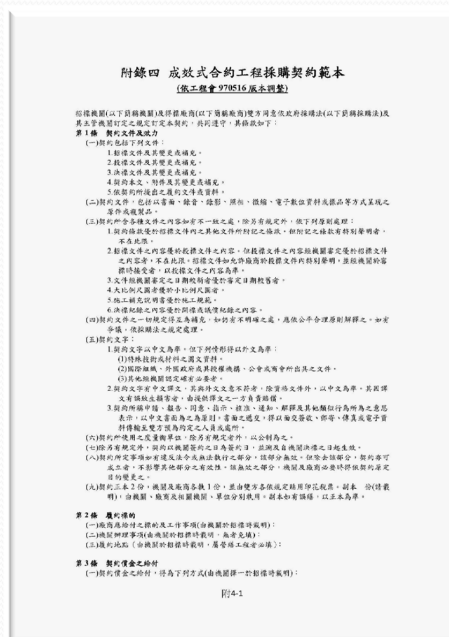 附錄四 成效式合約工程採購契約範本
(依工程會 970516 版本調整)
招標機關(以下簡稱機關)及得標廠商(以下簡稱廠商)雙方同意依政府採購法(以下簡稱採購法)及
其主管機關訂定之規定訂定本契約，共同遵守，其條款如下：
第 1 條 契約文件及效力
(一)契約包括下列文件：
1.招標文件及其變更或補充。
2.投標文件及其變更或補充。
3.決標文件及其變更或補充。
4.契約本文、附件及其變更或補充。
5.依契約所提出之履約文件或資料。
(二)契約文件，包括以書面、錄音、錄影、照相、微縮、電子數位資料或樣品等方式呈現之
原件或複製品。
(三)契約所含各種文件之內容如有不一致之處，除另有規定外，依下列原則處理：
1.契約條款優於招標文件內之其他文件所附記之條款。但附記之條款有特別聲明者，
不在此限。
2.招標文件之內容優於投標文件之內容。但投標文件之內容經機關審定優於招標文件
之內容者，不在此限。招標文件如允許廠商於投標文件內特別聲明，並經機關於審
標時接受者，以投標文件之內容為準。
3.文件經機關審定之日期較新者優於審定日期較舊者。
4.大比例尺圖者優於小比例尺圖者。
5.施工補充說明書優於施工規範。
6.決標紀錄之內容優於開標或議價紀錄之內容。
(四)契約文件之一切規定得互為補充，如仍有不明確之處，應依公平合理原則解釋之。如有
爭議，依採購法之規定處理。
(五)契約文字：
1.契約文字以中文為準。但下列情形得以外文為準：
(1)特殊技術或材料之圖文資料。
(2)國際組織、外國政府或其授權機構、公會或商會所出具之文件。
(3)其他經機關認定確有必要者。
2.契約文字有中文譯文，其與外文文意不符者，除資格文件外，以中文為準。其因譯
文有誤致生損害者，由提供譯文之一方負責賠償。
3.契約所稱申請、報告、同意、指示、核准、通知、解釋及其他類似行為所為之意思
表示，以中文書面為之為原則。書面之遞交，得以面交簽收、郵寄、傳真或電子資
料傳輸至雙方預為約定之人員或處所。
(六)契約所使用之度量衡單位，除另有規定者外，以公制為之。
(七)除另有規定外，契約以機關簽約之日為簽約日，並溯及自機關決標之日起生效。
(八)契約所定事項如有違反法令或無法執行之部分，該部分無效。但除去該部分，契約亦可
成立者，不影響其他部分之有效性。該無效之部分，機關及廠商必要時得依契約原定
目的變更之。
(九)契約正本 2 份，機關及廠商各執 1 份，並由雙方各依規定貼用印花稅票。副本 份(請載
明)，由機關、廠商及相關機關、單位分別執用。副本如有誤繕，以正本為準。
第 2 條 履約標的
(一)廠商應給付之標的及工作事項(由機關於招標時載明)：
(二)機關辦理事項(由機關於招標時載明，無者免填)：
(三)履約地點（由機關於招標時載明，屬營繕工程者必填）：
第 3 條 契約價金之給付
(一)契約價金之給付，得為下列方式(由機關擇一於招標時載明)：
附4-1